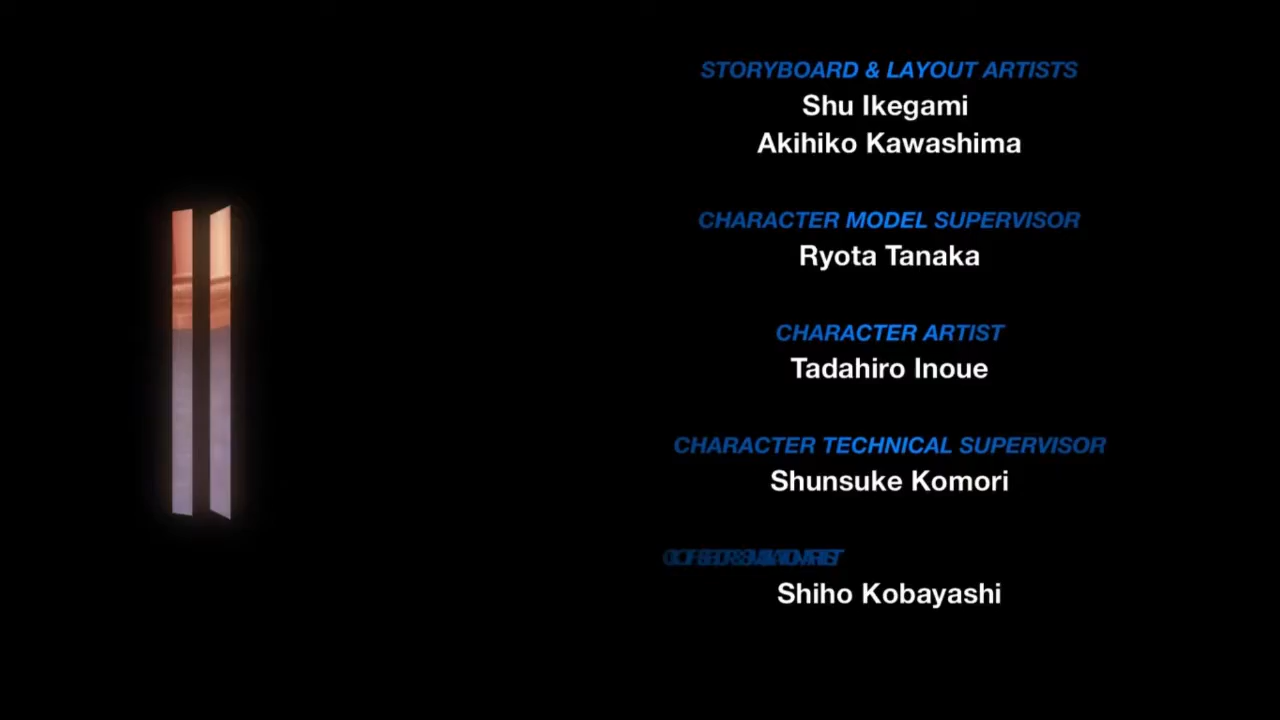 STORYBOARD & LAYOUT ARTISTS
Shu Ikegami
Akihiko Kawashima
CHARACTER MODEL SUPERVISOR
Ryota Tanaka
CHARACTER ARTIST
Tadahiro Inoue
CHARACTER TECHNICAL SUPERVISOR
Shunsuke Komori
Shiho Kobayashi